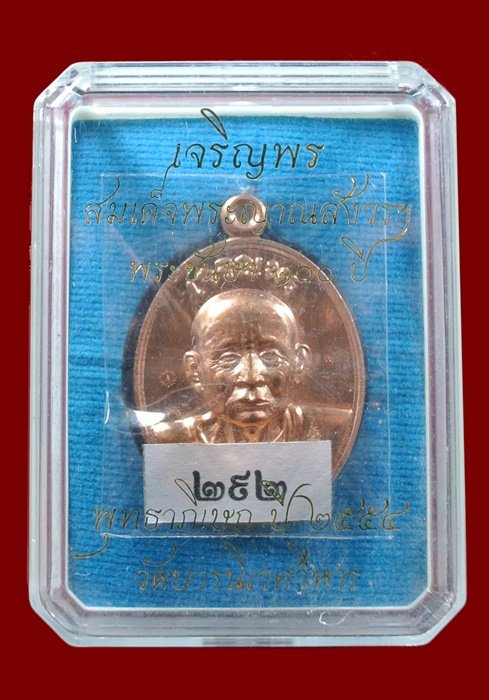 เจริญพร
สมเด็จพระญาณสังวรฯ
พระชันษา ๑๐๐ ปี
๒๙๒
พุทธาภิเษก ปี ๒๕๕๔
วัดบวรนิเวศวิหาร